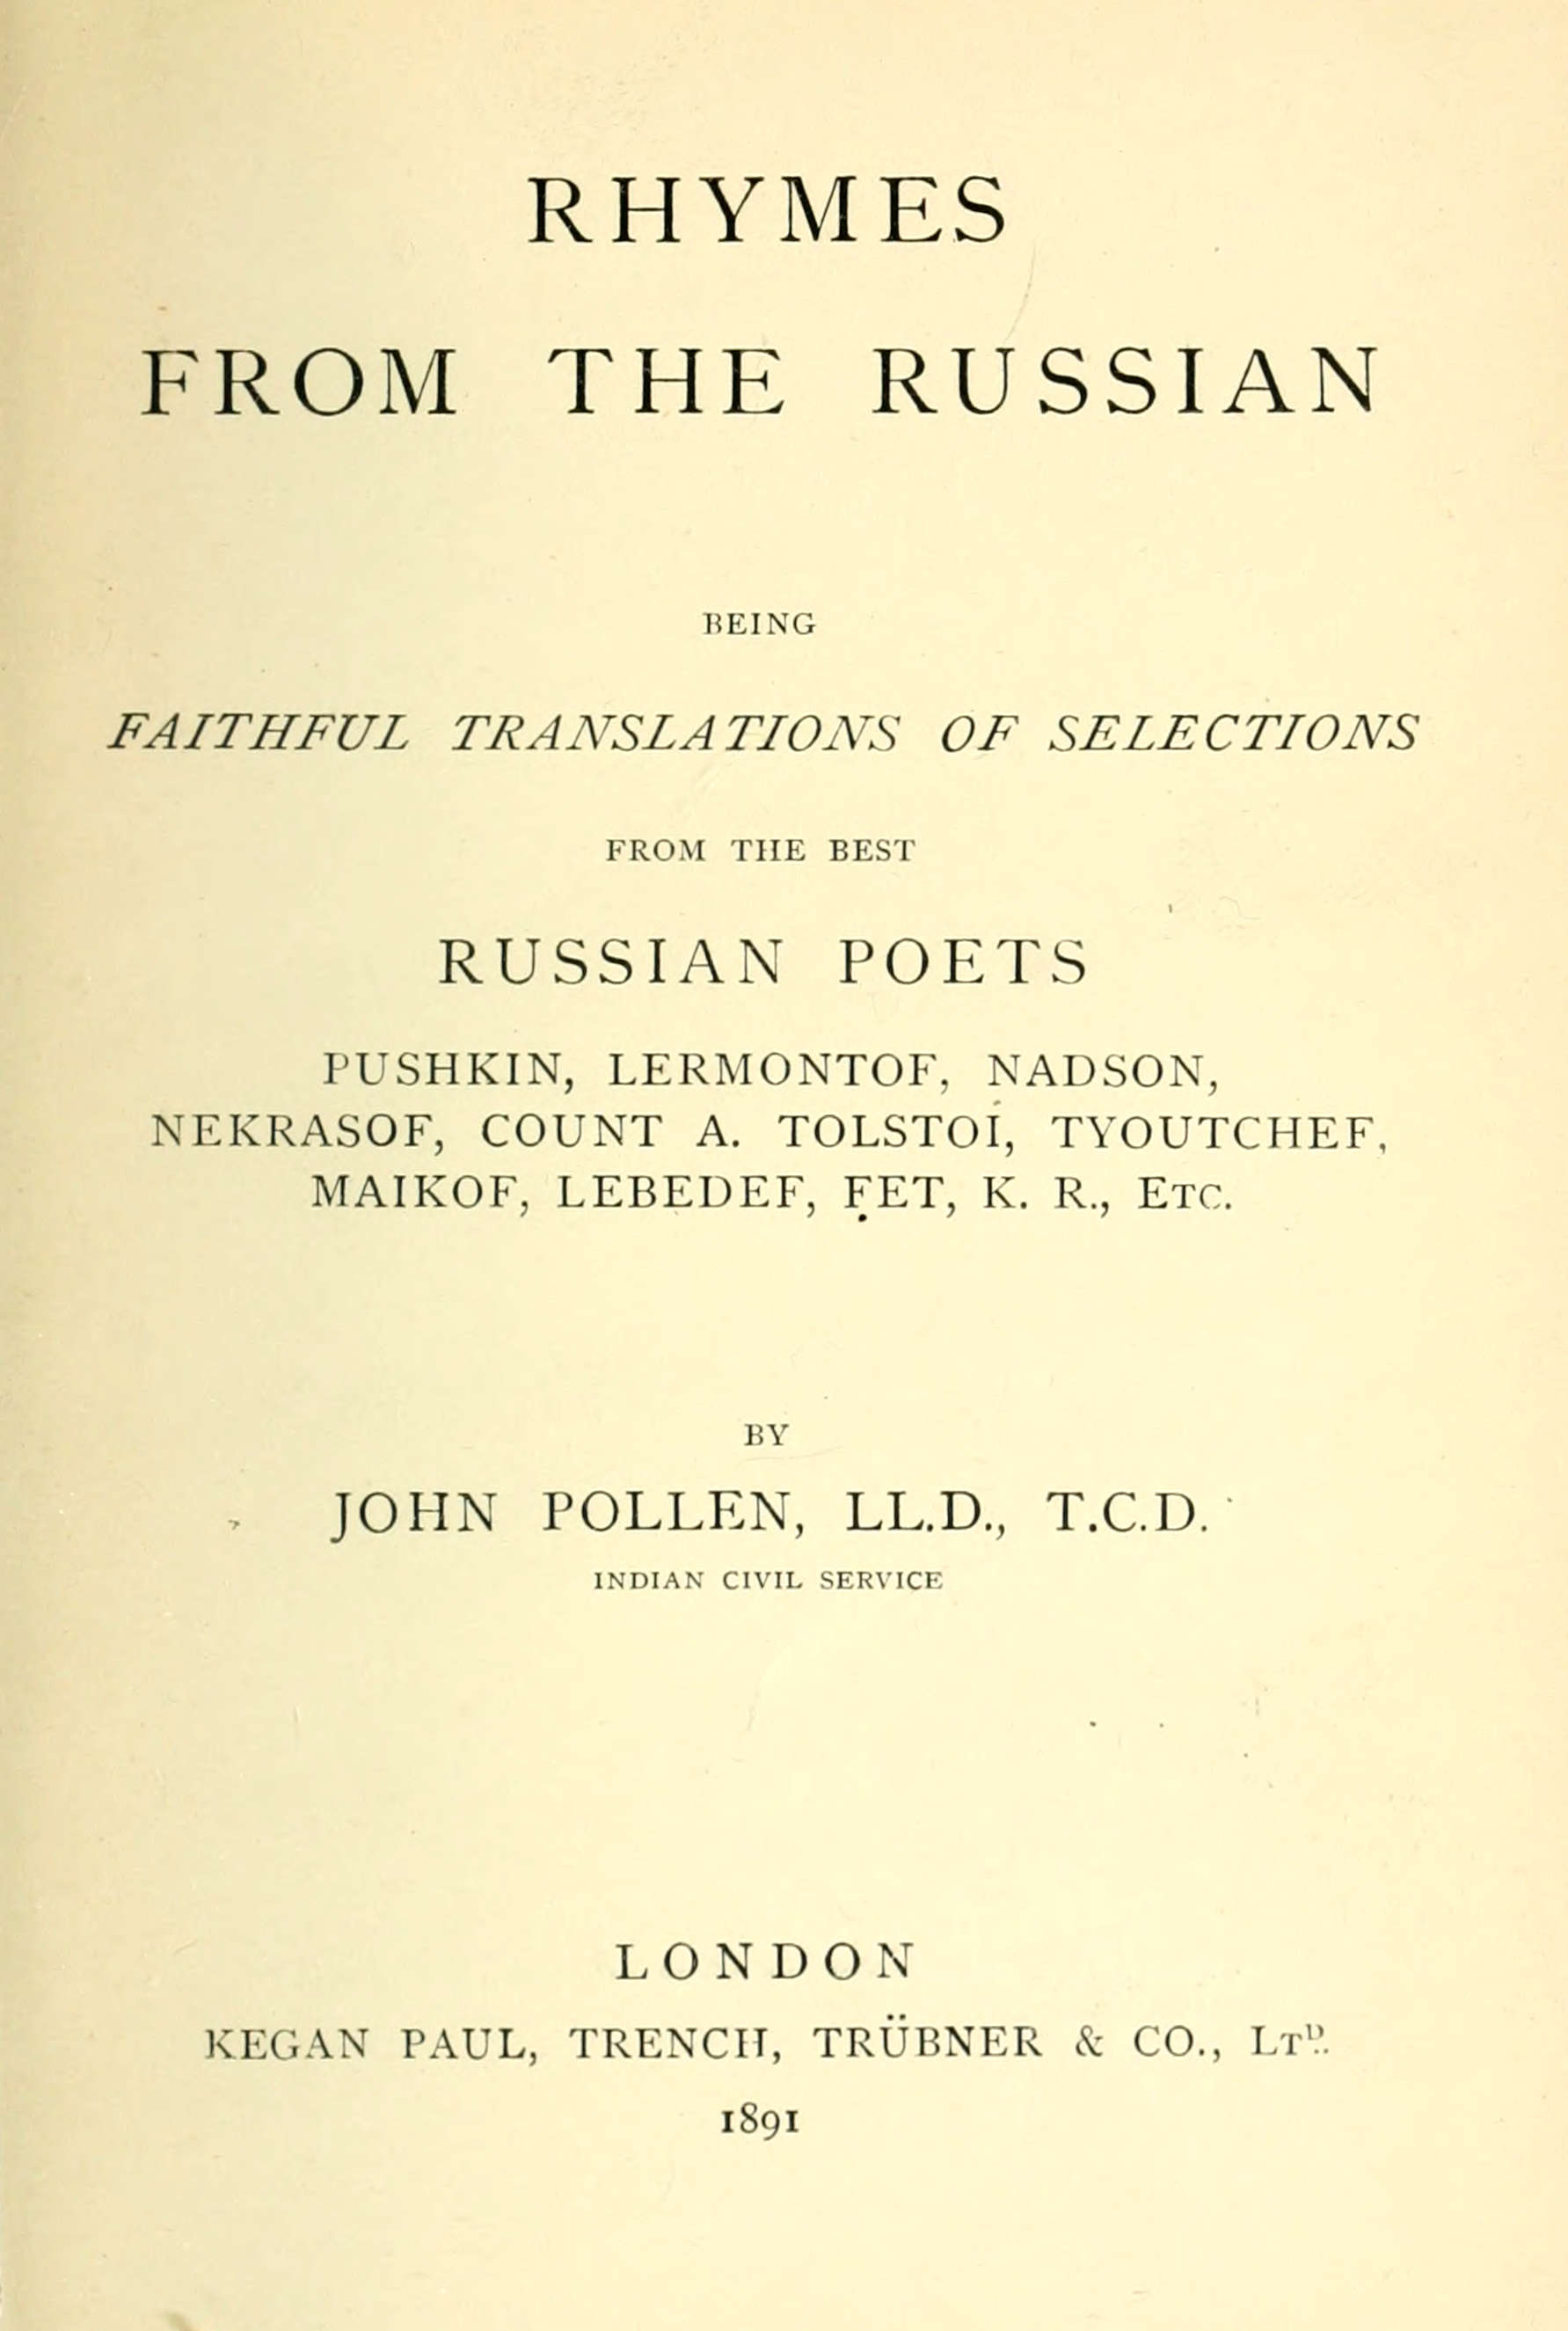 RHYMES
FROM THE RUSSIAN
BEING
FAITHFUL TRANSLATIONS OF SELECTIONS
FROM THE BEST
RUSSIAN POETS
PUSHKIN, LERMONTOF, NADSON,
NEKRASOF, COUNT A. TOLSTOÏ, TYOUTCHEF,
MAIKOF, LEBEDEF, FET, K. R., ETC.
BY
JOHN POLLEN, LL.D., T.C.D.
INDIAN CIVIL SERVICE
LONDON
KEGAN PAUL, TRENCH, TRÜBNER & CO., LTD.
1891